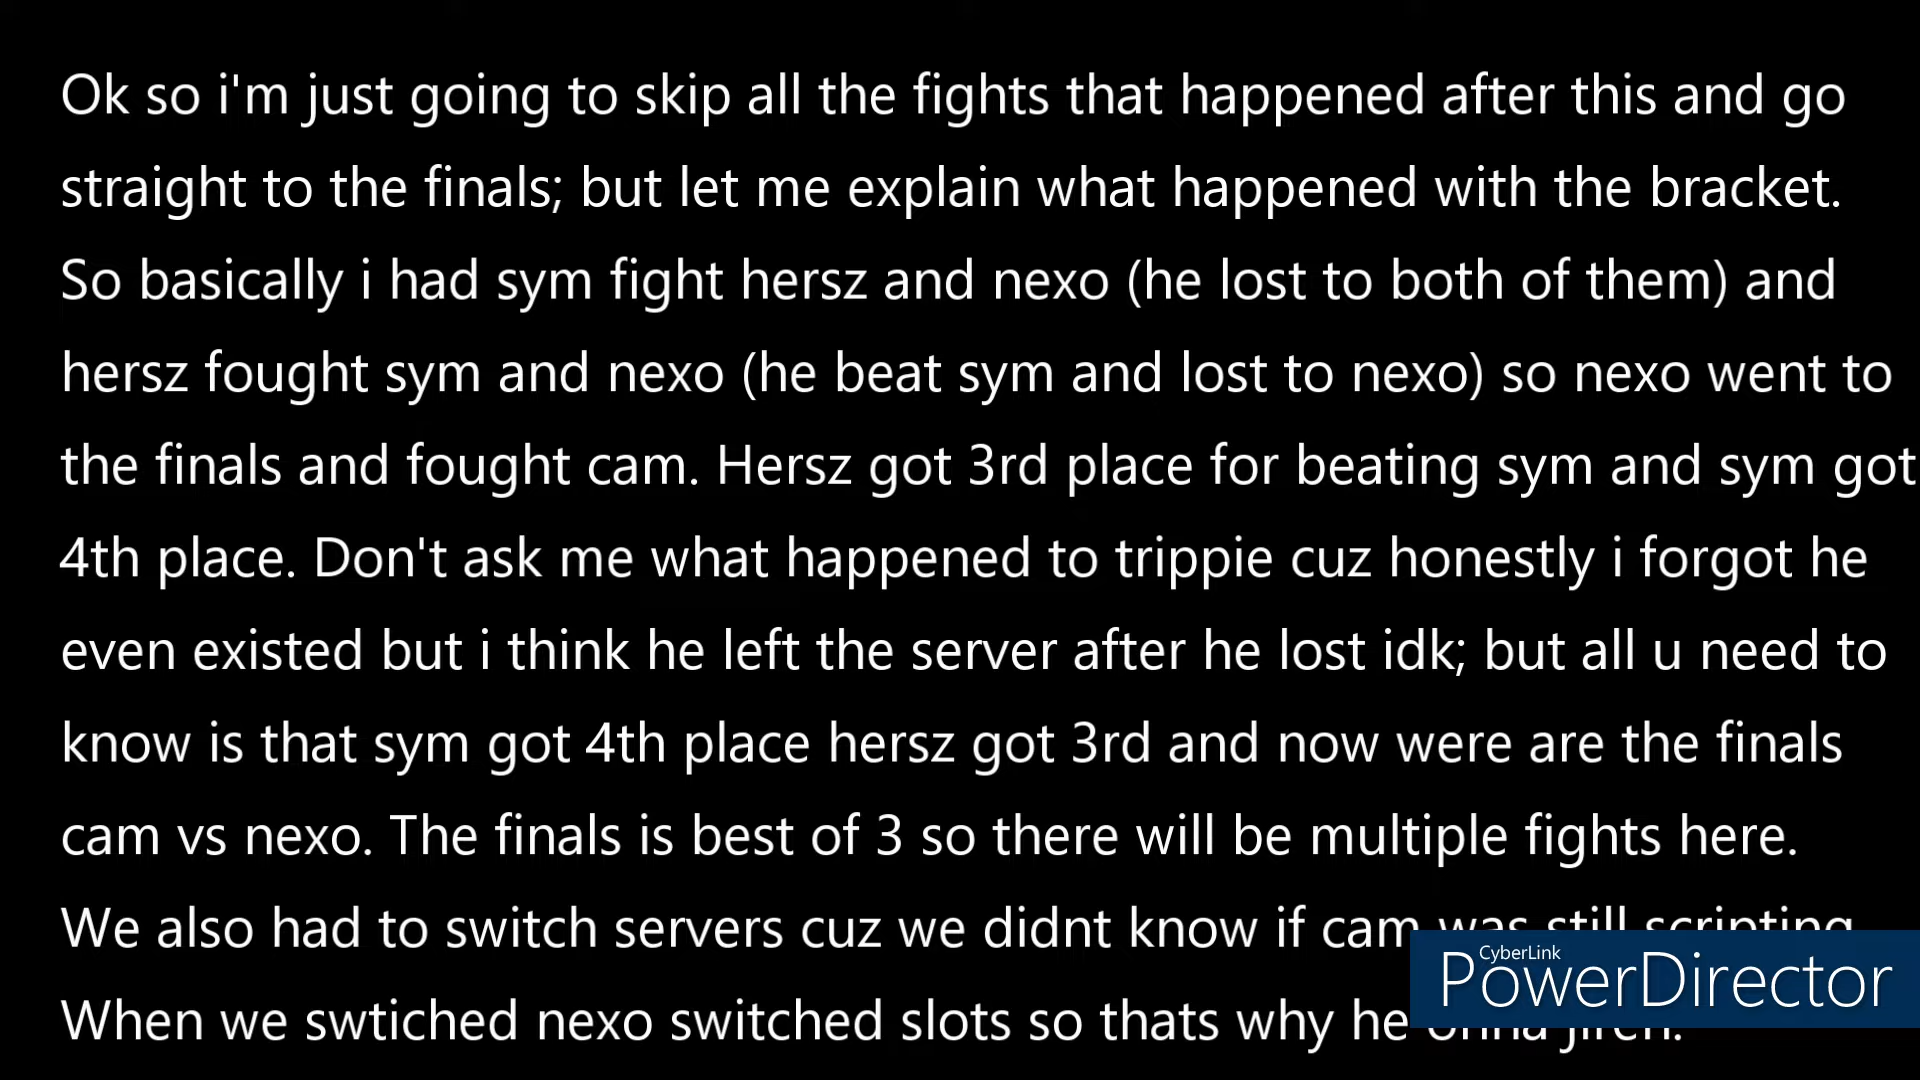 Ok so i'm just going to skip all the fights that happened after this and go
straight to the finals; but let me explain what happened with the bracket.
So basically i had sym fight hersz and nexo (he lost to both of them) and
hersz fought sym and nexo (he beat sym and lost to nexo) so nexo went to
the finals and fought cam. Hersz got 3rd place for beating sym and sym got
4th place. Don't ask me what happened to trippie cuz honestly i forgot he
even existed but i think he left the server after he lost idk; but all u need to
know is that sym got 4th place hersz got 3rd and now were are the finals
cam vs nexo. The finals is best of 3 so there will be multiple fights here.
We also had to switch servers cuz we didnt know if cam was still scripting
When we swtiched nexo switched slots so thats why he
CyberLink
PowerDirector